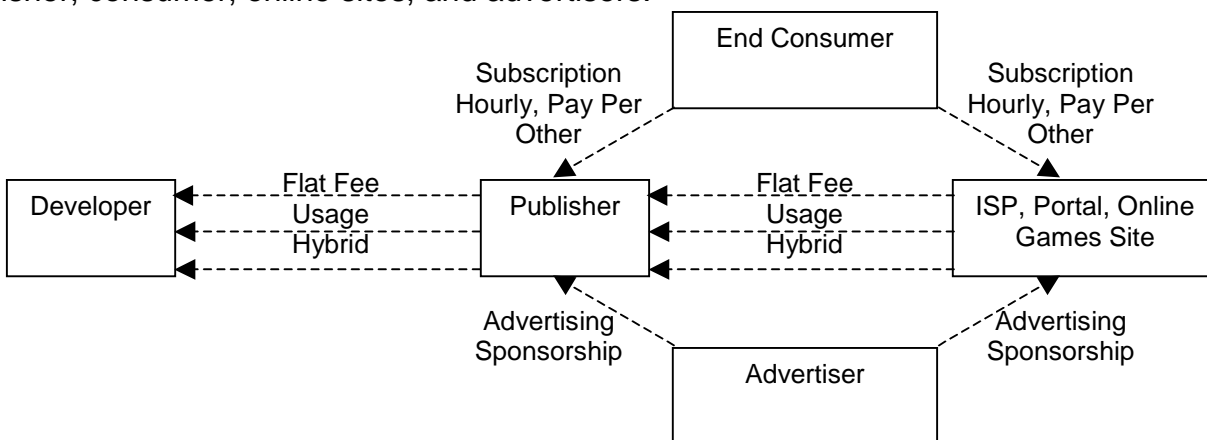 consumer, online sites, and advertisers.
End Consumer
Subscription
Hourly, Pay Per
Other
Subscription
Hourly, Pay Per
Other
Developer
Flat Fee
Usage
Hybrid
Publisher
Flat Fee
Usage
Hybrid
ISP, Portal, Online
Games Site
Advertising
Sponsorship
Advertising
Sponsorship
Advertiser